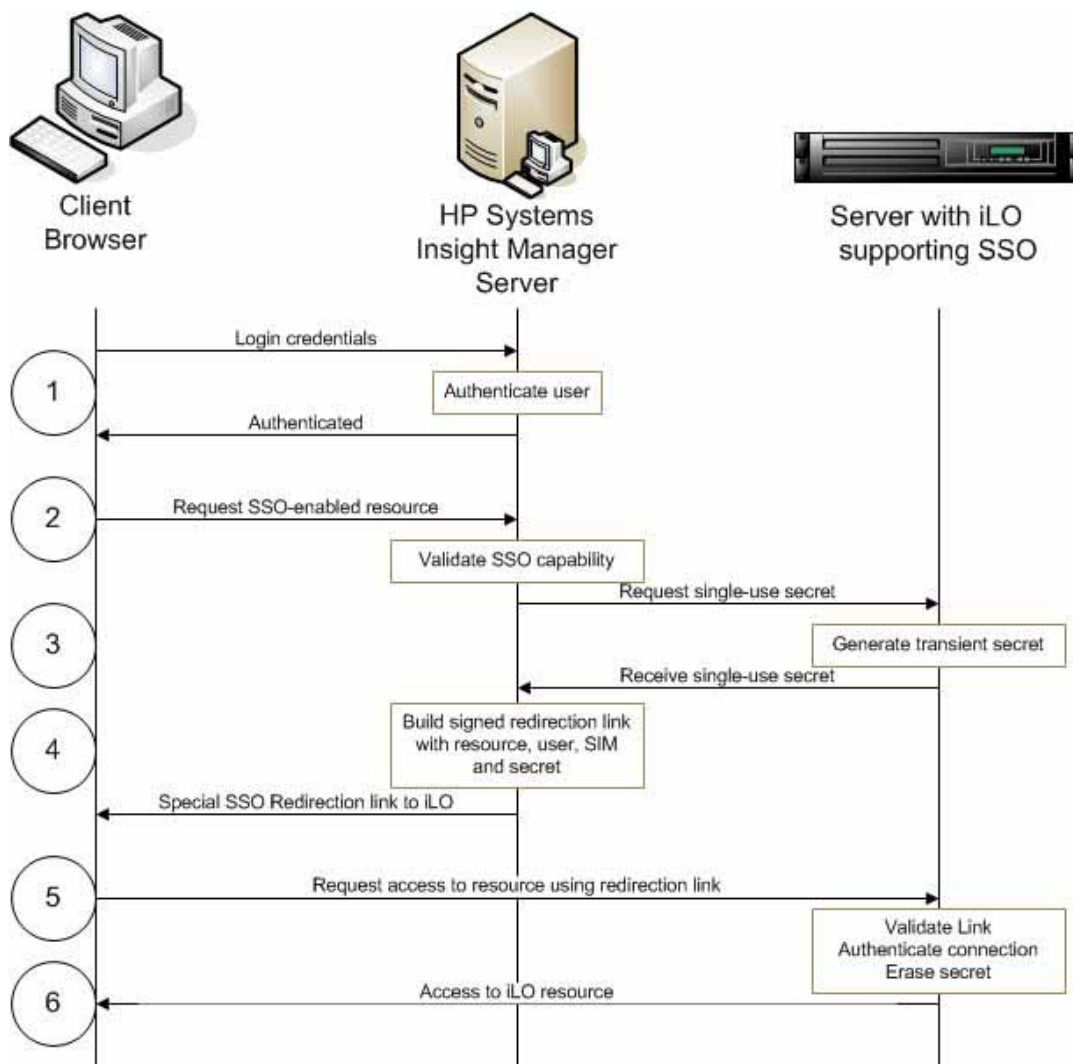 Client
Browser
HP Systems
Insight Manager
Server
Server with iLO
supporting SSO
Login credentials
1
Authenticate user
Authenticated
2
Request SSO-enabled resource
Validate SSO capability
Request single-use secret
3
Generate transient secret
Receive single-use secret
4
Build signed redirection link
with resource, user, SIM
and secret
Special SSO Redirection link to iLO
5
Request access to resource using redirection link
Validate Link
Authenticate connection
Erase secret
6
Access to iLO resource